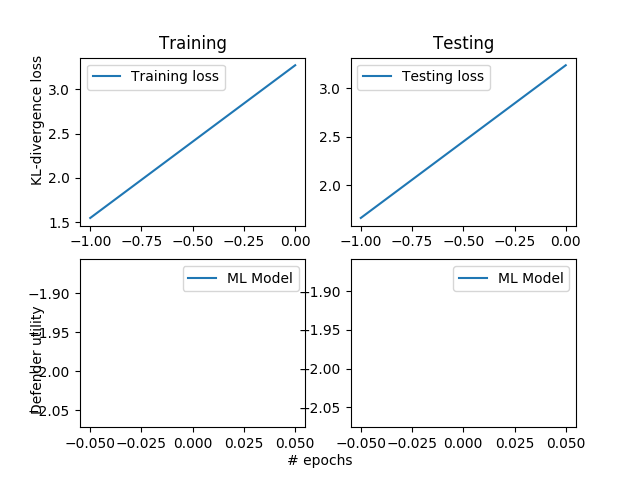 Training
Testing
KL-divergence loss
Training loss
Testing loss
3.0
2.5
2.0
1.5
3.0
2.5
2.0
−1.00 −0.75 −0.50 −0.25 0.00
−1.00 −0.75 −0.50 −0.25 0.00
Defender utility
ML Model
ML Model
−1.90
−1.95
−2.00
−2.05
−1.90
−1.95
−2.00
−2.05
−0.050 −0.025 0.000 0.025 0.050
−0.050 −0.025 0.000 0.025 0.050
# epochs